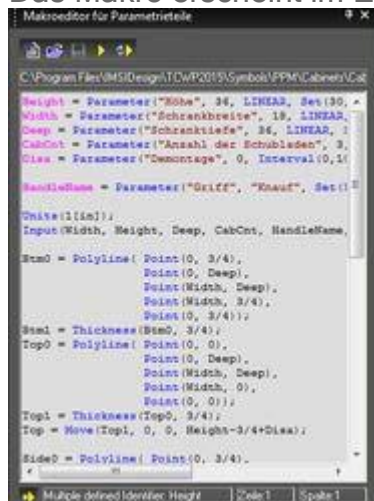 Das Makro erscheint im E
Makroeditor für Parametrieteile
C:\Program Files\IMSIDesign\TCWP2015\Symbols\PPM\Cabinets\Cab
Height = Parameter("Höhe", 36, LINEAR, Set(30,
Width = Parameter("Schrankbreite", 18, LINEAR,
Deep = Parameter("Schranktiefe", 36, LINEAR,
CabCnt = Parameter("Anzahl der Schubladen", 3,
Disa = Parameter("Demontage", 0, Interval(0,10
HandleName = Parameter("Griff", "Knauf", Set(
Units(1[in]);
Input(Width, Height, Deep, CabCnt, HandleName,
Btm0 = Polyline( Point(0, 3/4),
Point(0, Deep),
Point(Width, Deep),
Point(Width, 3/4),
Point(0, 3/4));
Btm1 = Thickness(Btm0, 3/4);
Top0 = Polyline( Point(0, 0),
Point(0, Deep),
Point(Width, Deep),
Point(Width, 0),
Point(0, 0));
Top1 = Thickness(Top0, 3/4);
Top = Move(Top1, 0, 0, Height-3/4+Disa);
Side0 = Polyline( Point(0, 3/4),
Multiple defined Identifier: Height Zeile:1 Spalte:1